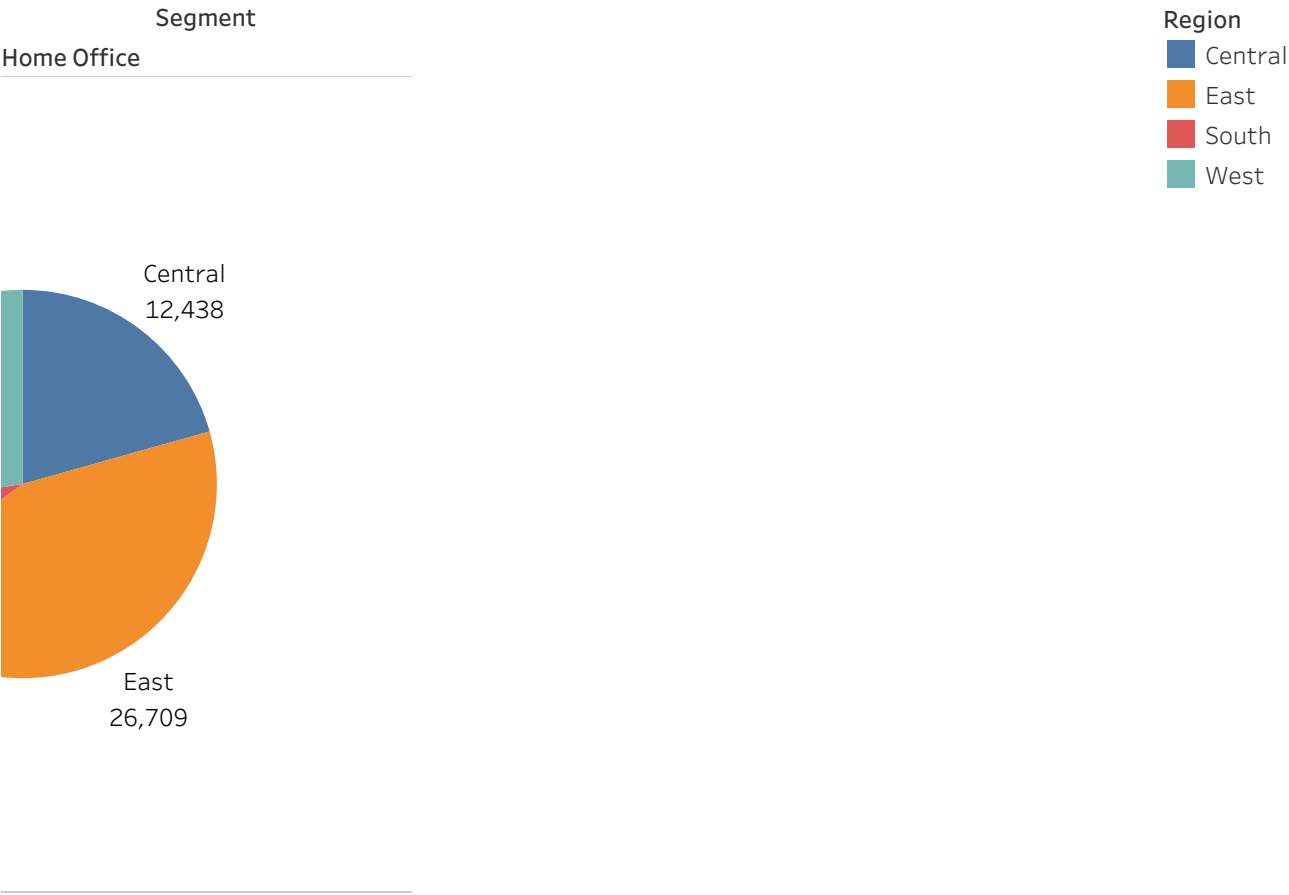 Segment
Home Office
Central
12,438
East
26,709
Region
Central
East
South
West